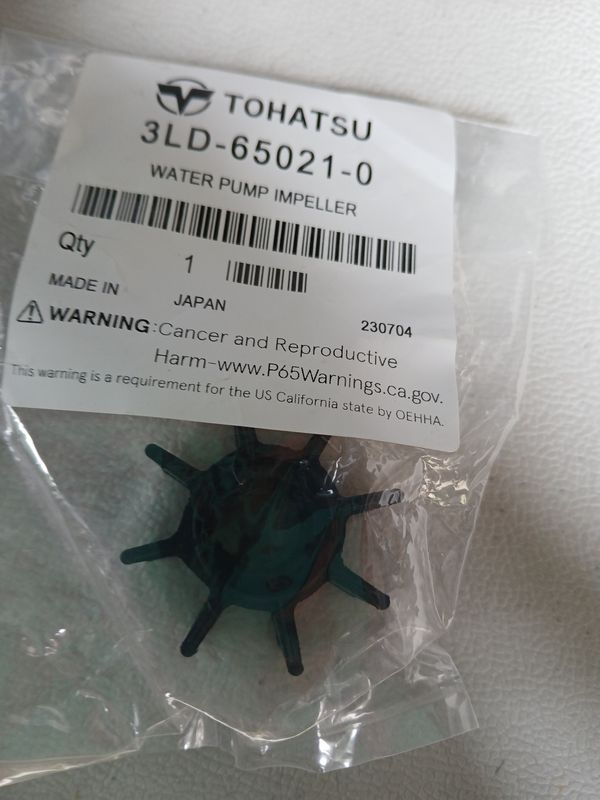 TOHATSU
3LD-65021-0
WATER PUMP IMPELLER
Qty 1
MADE IN JAPAN 230704
WARNING:Cancer and Reproductive
Harm-www.P65Warnings.ca.gov.
This warning is a requirement for the US California state by OEHHA.